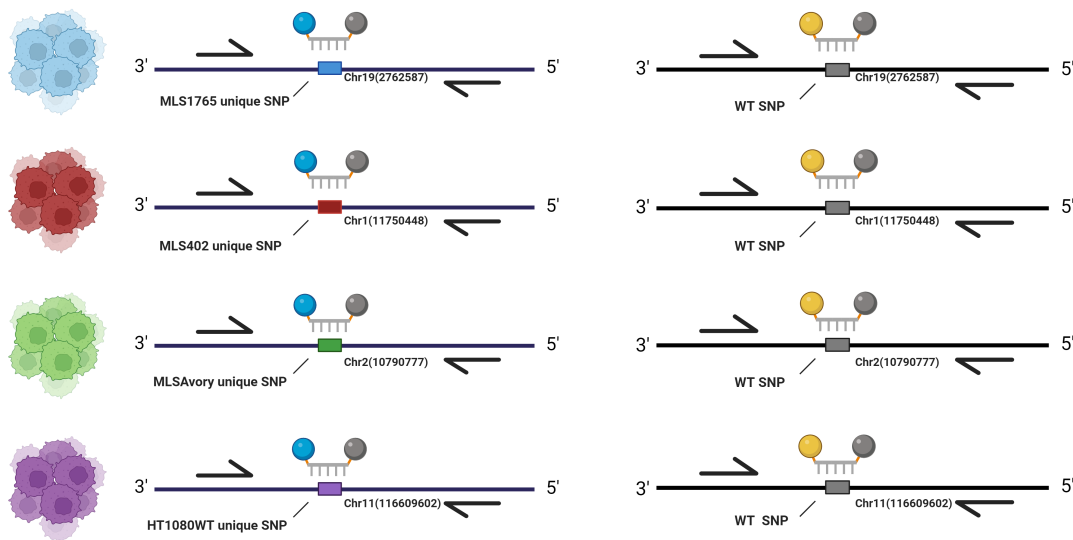 3' 5' 3' 5'
Chr19(2762587) Chr19(2762587)
MLS1765 unique SNP WT SNP
3' 5' 3' 5'
Chr1(11750448) Chr1(11750448)
MLS402 unique SNP WT SNP
3' 5' 3' 5'
Chr2(10790777) Chr2(10790777)
MLSAvory unique SNP WT SNP
3' 5' 3' 5'
Chr11(116609602) Chr11(116609602)
HT1080WT unique SNP WT SNP